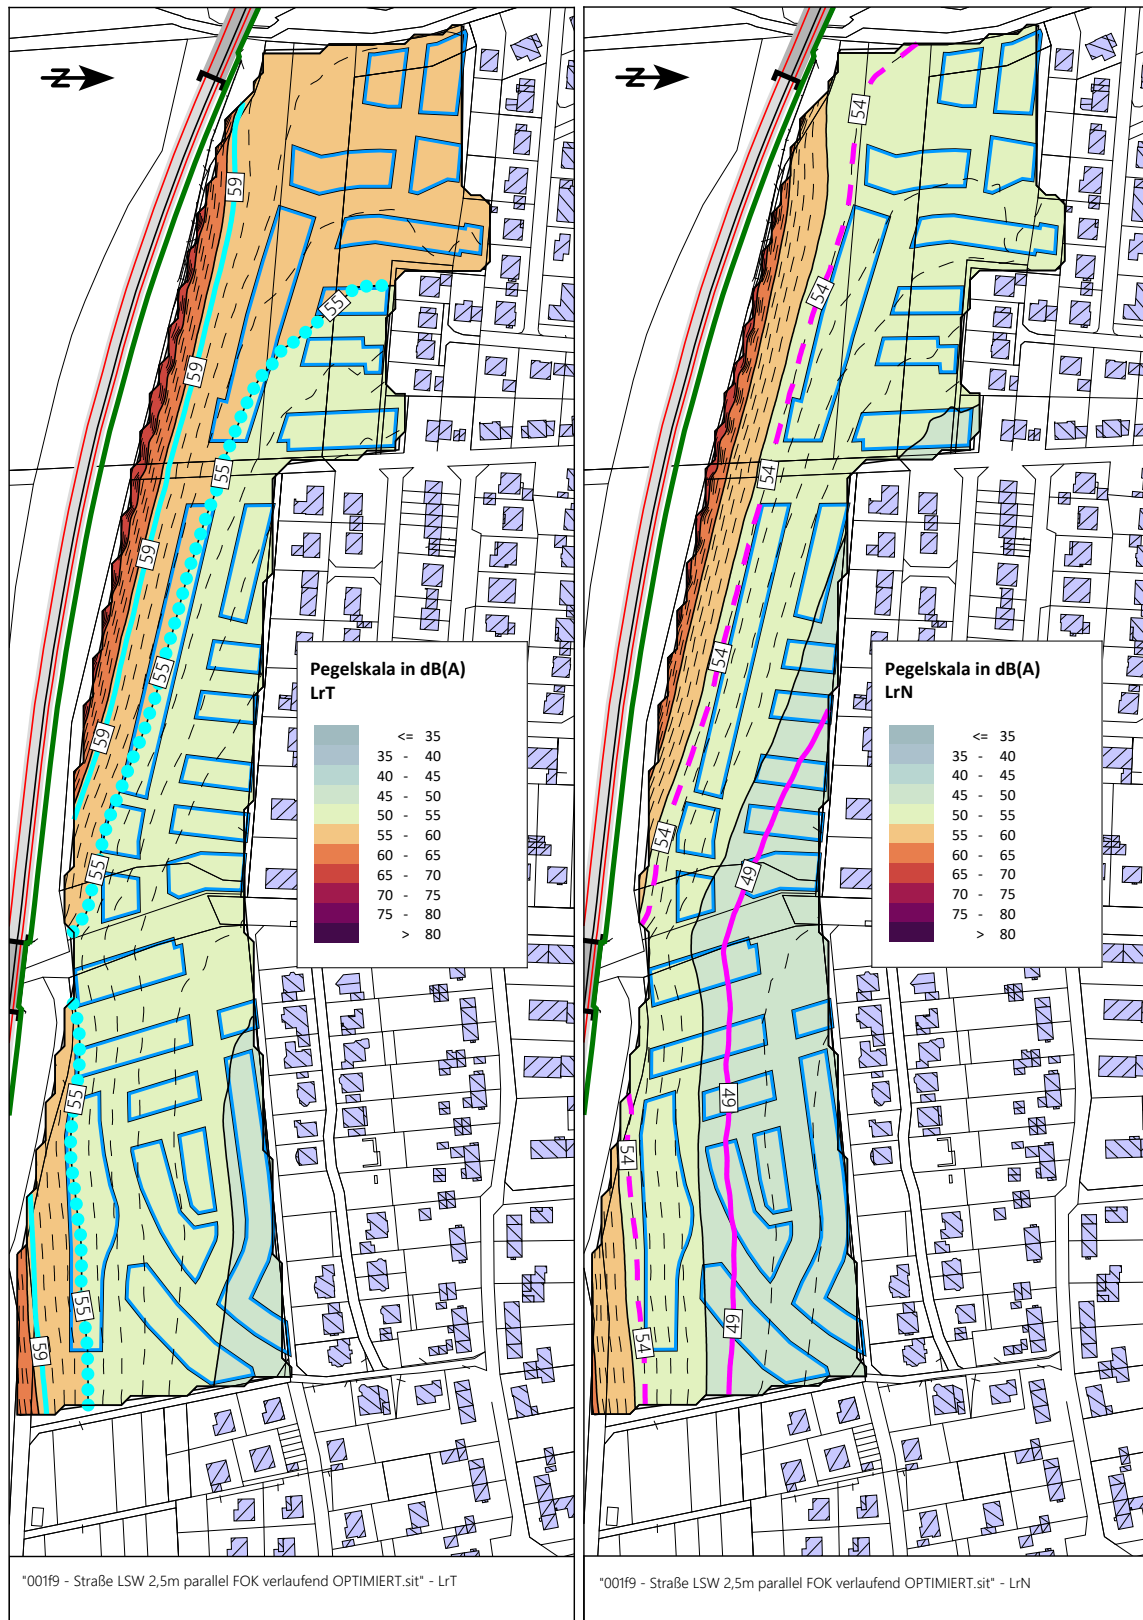 N
59
59
59
59
59
55
55
55
55
55
55
Pegelskala in dB(A)
LrT
<= 35
35 - 40
40 - 45
45 - 50
50 - 55
55 - 60
60 - 65
65 - 70
70 - 75
75 - 80
> 80
"001f9 - Straße LSW 2,5m parallel FOK verlaufend OPTIMIERT.sit" - LrT
N
54
54
54
54
54
54
54
49
49
49
Pegelskala in dB(A)
LrN
<= 35
35 - 40
40 - 45
45 - 50
50 - 55
55 - 60
60 - 65
65 - 70
70 - 75
75 - 80
> 80
"001f9 - Straße LSW 2,5m parallel FOK verlaufend OPTIMIERT.sit" - LrN